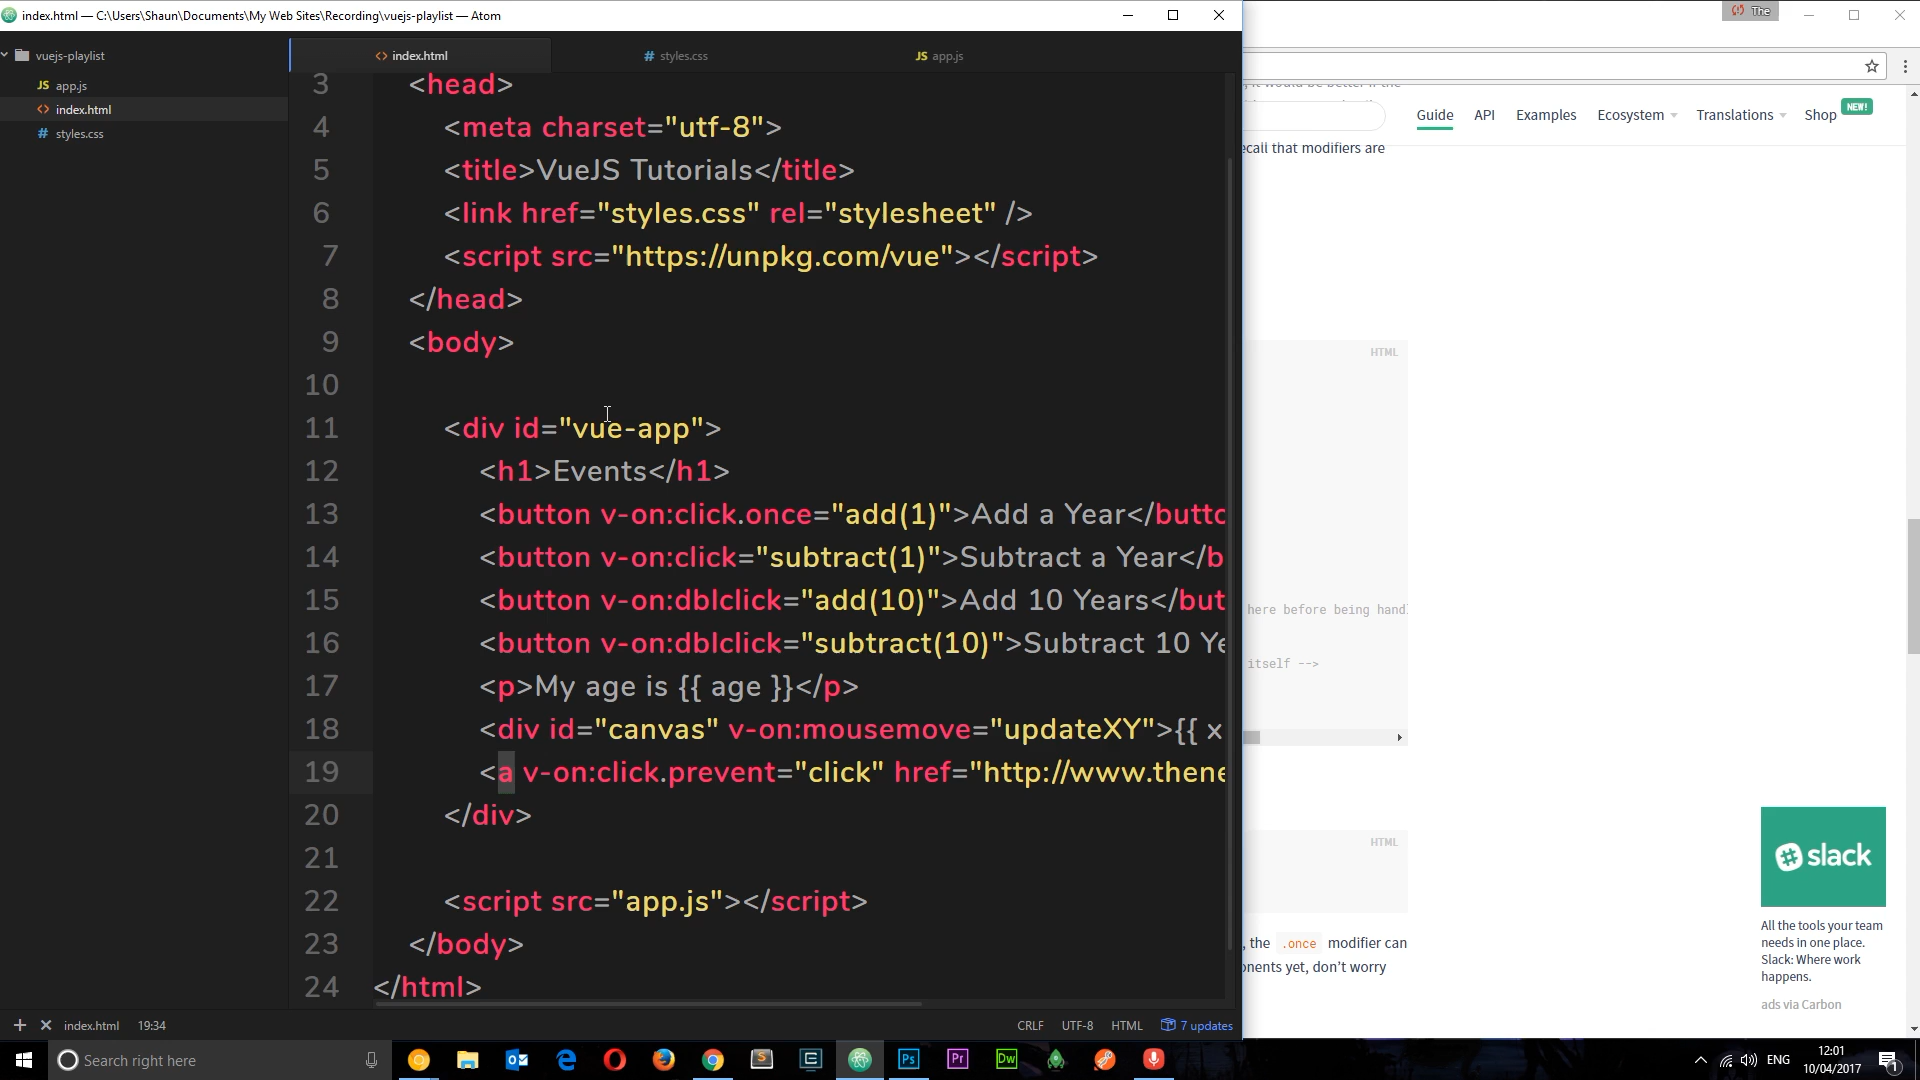 index.html — C:\Users\Shaun\Documents\My Web Sites\Recording\vuejs-playlist — Atom
The
vuejs-playlist
JS app.js
<> index.html
# styles.css
<> index.html
# styles.css
JS app.js
3 <head>
4 <meta charset="utf-8">
5 <title>VueJS Tutorials</title>
6 <link href="styles.css" rel="stylesheet" />
7 <script src="https://unpkg.com/vue"></script>
8 </head>
9 <body>
10
11 <div id="vue-app">
12 <h1>Events</h1>
13 <button v-on:click.once="add(1)">Add a Year</butto
14 <button v-on:click="subtract(1)">Subtract a Year</b
15 <button v-on:dblclick="add(10)">Add 10 Years</but
16 <button v-on:dblclick="subtract(10)">Subtract 10 Ye
17 <p>My age is {{ age }}</p>
18 <div id="canvas" v-on:mousemove="updateXY">{{ x
19 <a v-on:click.prevent="click" href="http://www.thene
20 </div>
21
22 <script src="app.js"></script>
23 </body>
24 </html>
Guide API Examples Ecosystem Translations Shop NEW!
ecall that modifiers are
HTML
here before being handl
itself -->
HTML
, the .once modifier can
onents yet, don't worry
slack
All the tools your team
needs in one place.
Slack: Where work
happens.
ads via Carbon
+ × index.html 19:34
CRLF UTF-8 HTML 7 updates
Search right here
S
Ps
Pr
Dw
ENG
12:01
10/04/2017
1